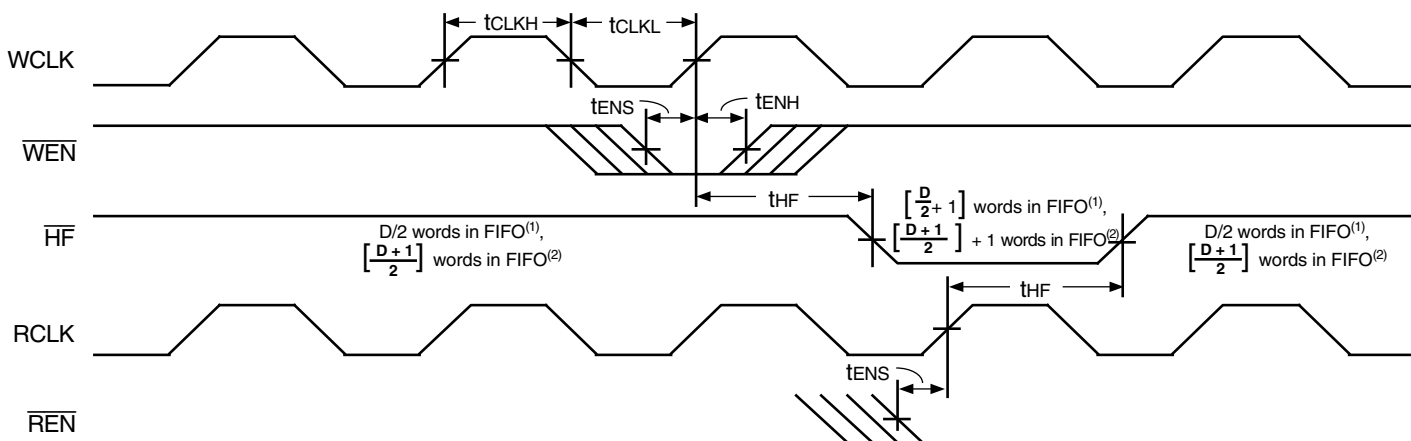 tCLKH
tCLKL
WCLK
tENS
tENH
WEN
tHF
[D/2 + 1] words in FIFO(1),
[D + 1/2] + 1 words in FIFO(2)
HF
D/2 words in FIFO(1),
[D + 1/2] words in FIFO(2)
D/2 words in FIFO(1),
[D + 1/2] words in FIFO(2)
tHF
RCLK
tENS
REN